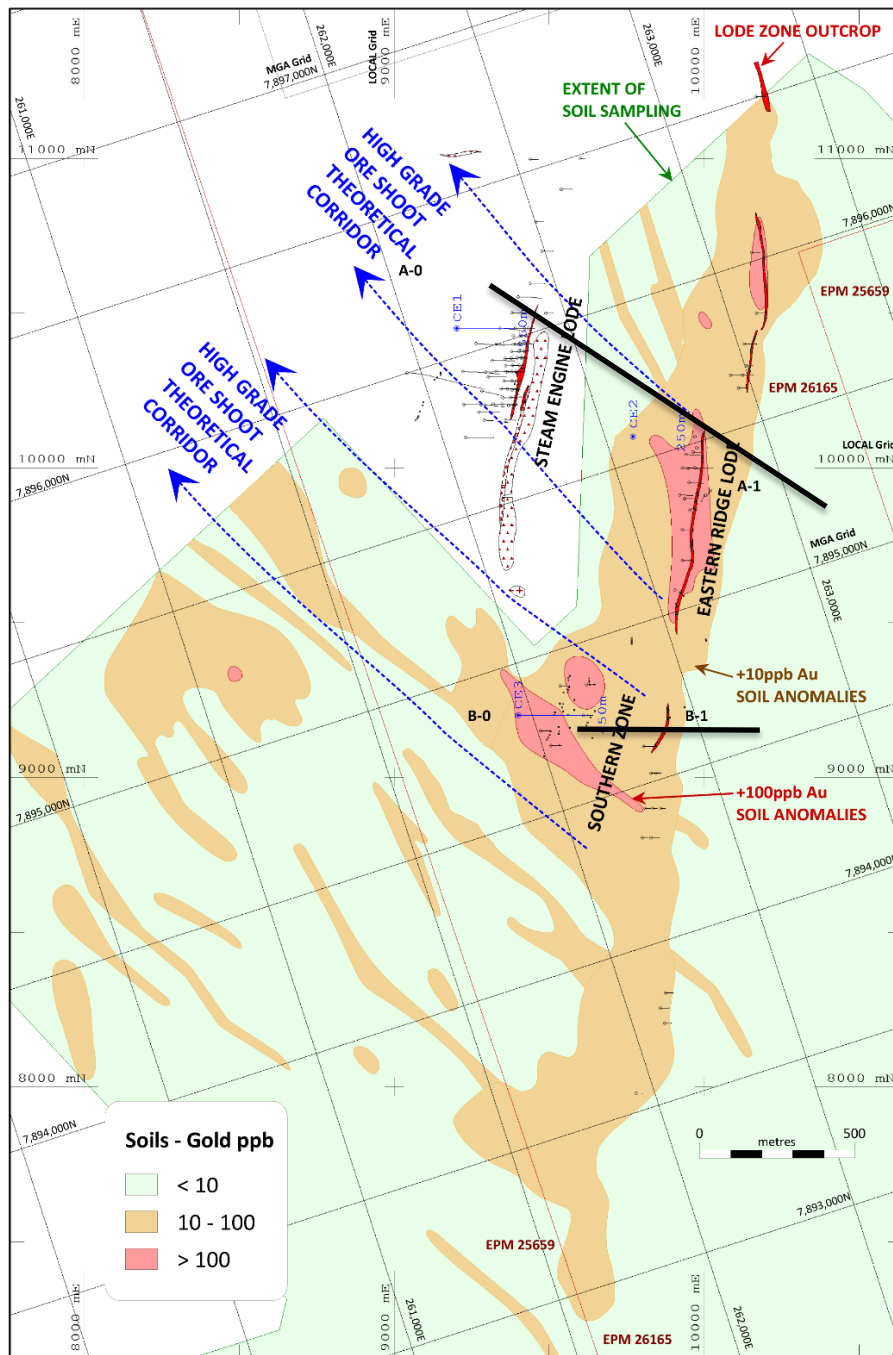 8000 mE
261,000E
262,000E
MGA Grid
7,897,000N
LOCAL Grid
9000 mE
263,000E
10000 mE
LODE ZONE OUTCROP
EXTENT OF
SOIL SAMPLING
11000 mN
11000 mN
HIGH GRADE
ORE SHOOT
THEORETICAL
CORRIDOR
7,896,000N
A-0
EPM 25659
CE1
STEAM ENGINE LODE
HIGH GRADE
ORE SHOOT
THEORETICAL
CORRIDOR
EPM 26165
CE2
250m
10000 mN
LOCAL Grid
10000 mN
7,896,000N
A-1
EASTERN RIDGE LODE
MGA Grid
7,895,000N
263,000E
+10ppb Au
SOIL ANOMALIES
CE3
B-0
B-1
SOUTHERN ZONE
9000 mN
9000 mN
+100ppb Au
SOIL ANOMALIES
7,895,000N
7,894,000N
8000 mN
8000 mN
7,894,000N
Soils - Gold ppb
< 10
10 - 100
> 100
0 metres 500
7,893,000N
EPM 25659
8000 mE
9000 mE
261,000E
EPM 26165
10000 mE
262,000E